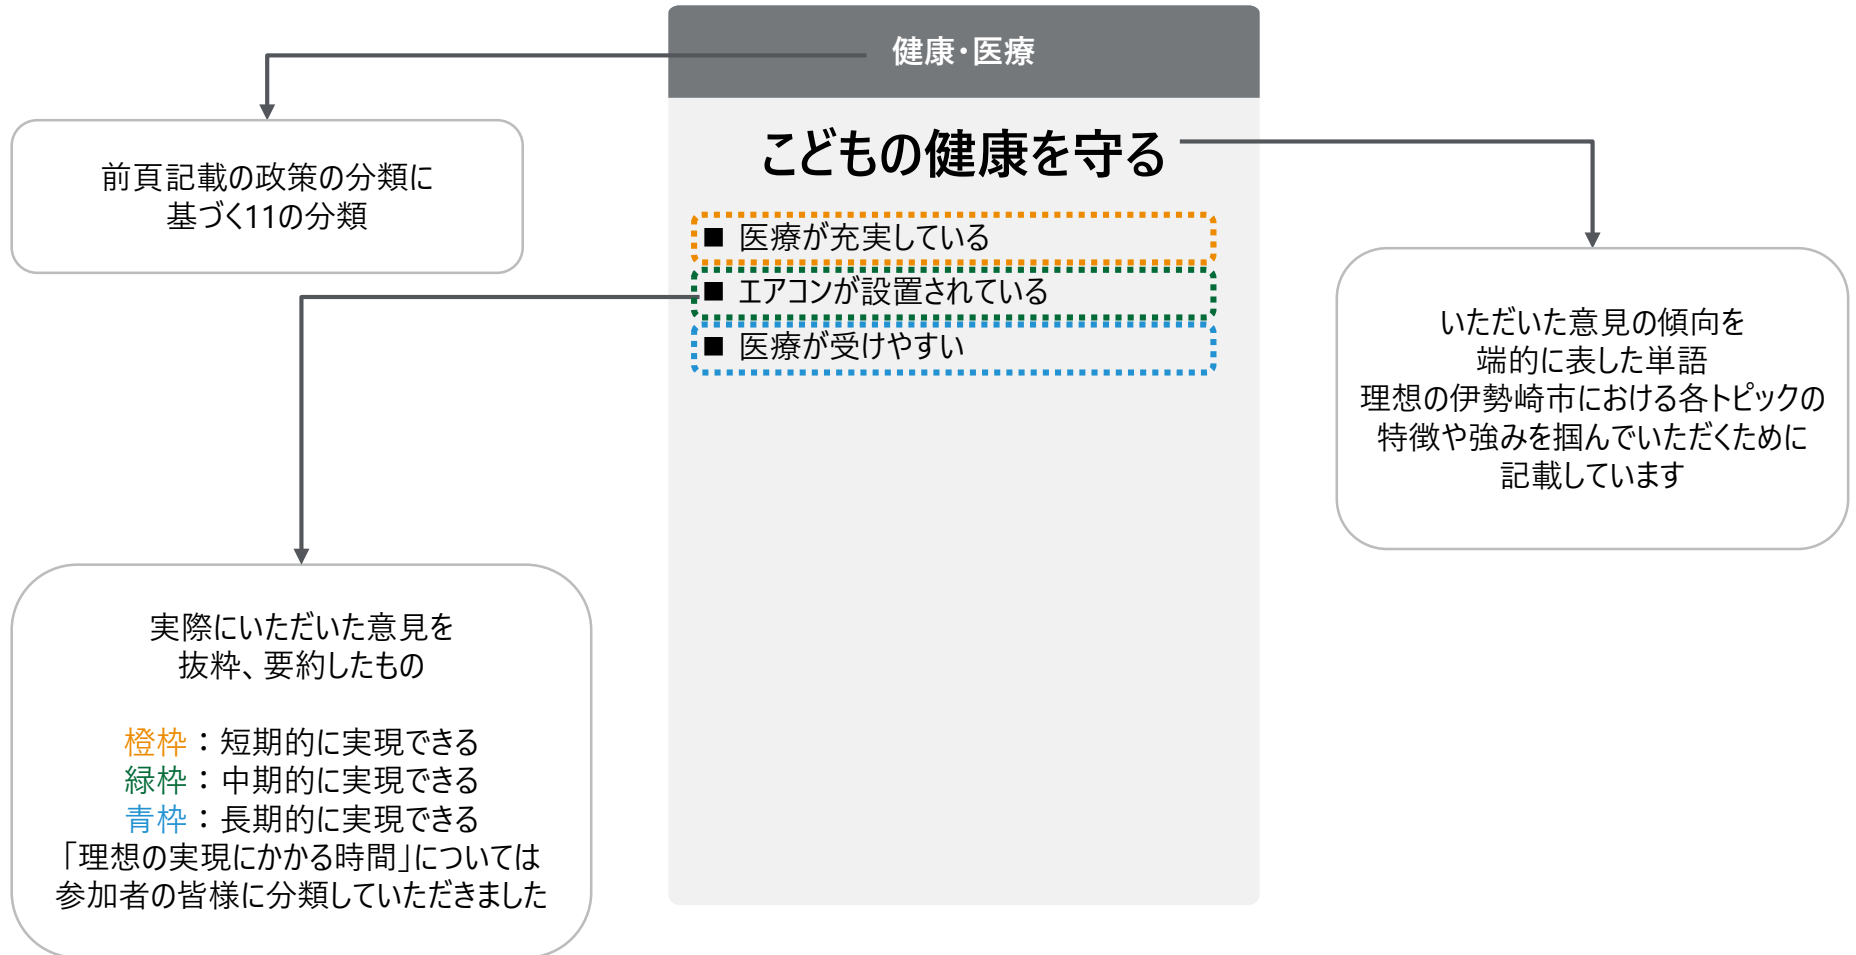 健康・医療
こどもの健康を守る
■ 医療が充実している
■ エアコンが設置されている
■ 医療が受けやすい
前頁記載の政策の分類に
基づく11の分類
いただいた意見の傾向を
端的に表した単語
理想の伊勢崎市における各トピックの
特徴や強みを掴んでいただくために
記載しています
実際にいただいた意見を
抜粋、要約したもの
橙枠：短期的に実現できる
緑枠：中期的に実現できる
青枠：長期的に実現できる
「理想の実現にかかる時間」については
参加者の皆様に分類していただきました